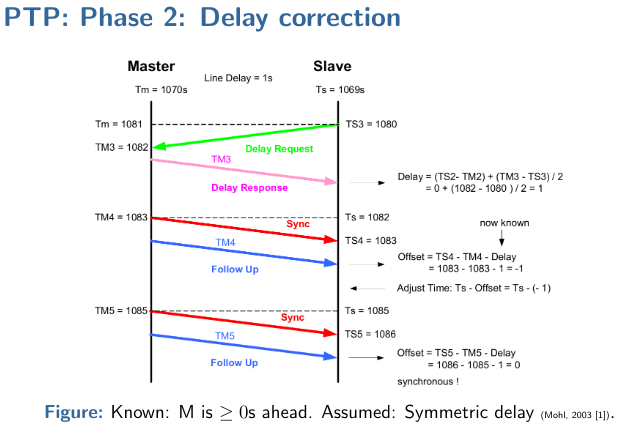 PTP: Phase 2: Delay correction
Master
Slave
Line Delay = 1s
Tm = 1070s
Ts = 1069s
Tm = 1081
TS3 = 1080
TM3 = 1082
Delay Request
TM3
Delay = (TS2- TM2) + (TM3 - TS3) / 2
= 0 + (1082 - 1080 ) / 2 = 1
Delay Response
TM4 = 1083
Ts = 1082
Sync
now known
TM4
TS4 = 1083
Offset = TS4 - TM4 - Delay
= 1083 - 1083 - 1 = -1
Follow Up
Adjust Time: Ts - Offset = Ts - (- 1)
TM5 = 1085
Ts = 1085
Sync
TM5
TS5 = 1086
Offset = TS5 - TM5 - Delay
= 1086 - 1085 - 1 = 0
Follow Up
synchronous !
Figure: Known: M is ≥ 0s ahead. Assumed: Symmetric delay (Mohl, 2003 [1]).